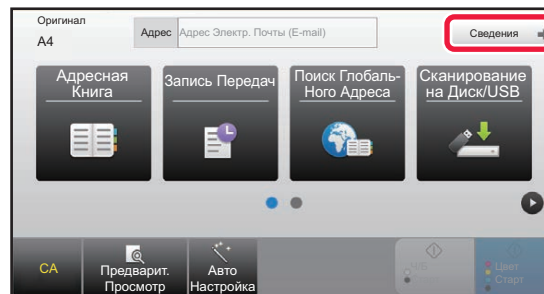 Оригинал
A4
Адрес
Адрес Электр. Почты (E-mail)
Сведения
Адресная
Книга
Запись Передач
Поиск Глобаль-
Ного Адреса
Сканирование
на Диск/USB
CA
Предварит.
Просмотр
Авто
Настройка
Ч/Б
Старт
Цвет
Старт